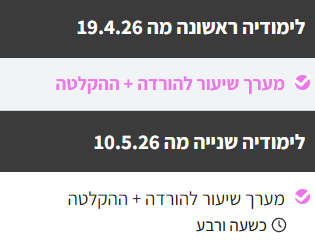 לימודיה ראשונה מה 19.4.26
מערך שיעור להורדה + ההקלטה
לימודיה שנייה מה 10.5.26
מערך שיעור להורדה + ההקלטה
כשעה ורבע